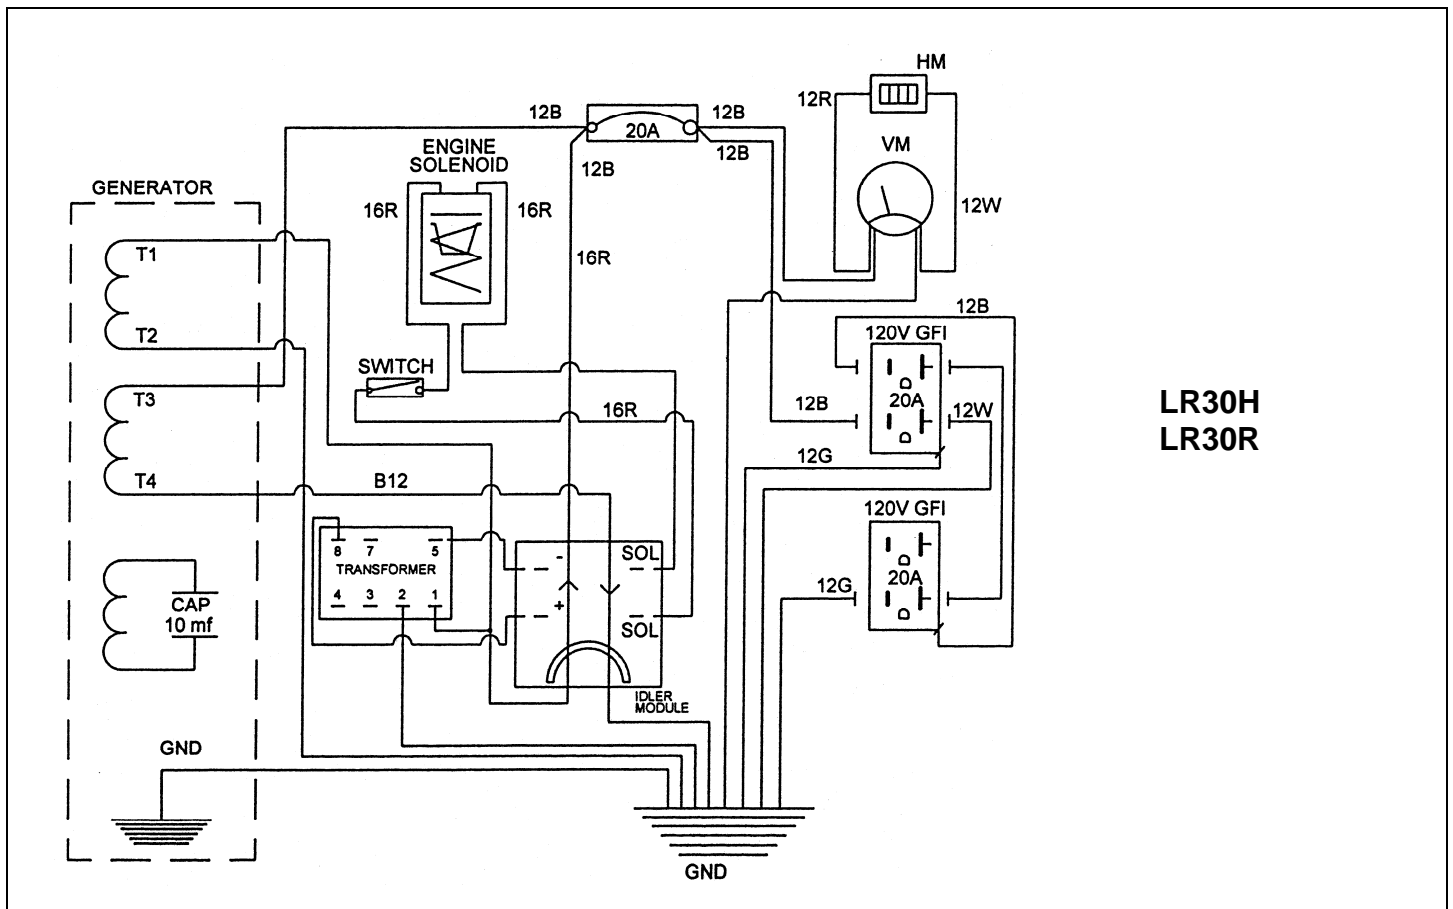 HM
12R
12B
12B
20A
12B
12B
VM
ENGINE
SOLENOID
GENERATOR
16R
16R
12W
T1
16R
T2
12B
120V GFI
SWITCH
T3
12B
20A
12W
16R
LR30H
LR30R
12G
T4
B12
120V GFI
8 7 5
TRANSFORMER
4 3 2 1
- SOL
+ SOL
20A
12G
CAP
10 mf
IDLER
MODULE
GND
GND